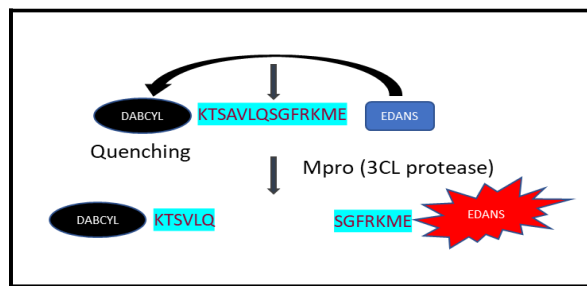 DABCYL KTSAVLQSGFRKME EDANS
Quenching
Mpro (3CL protease)
DABCYL KTSVLQ SGFRKME EDANS